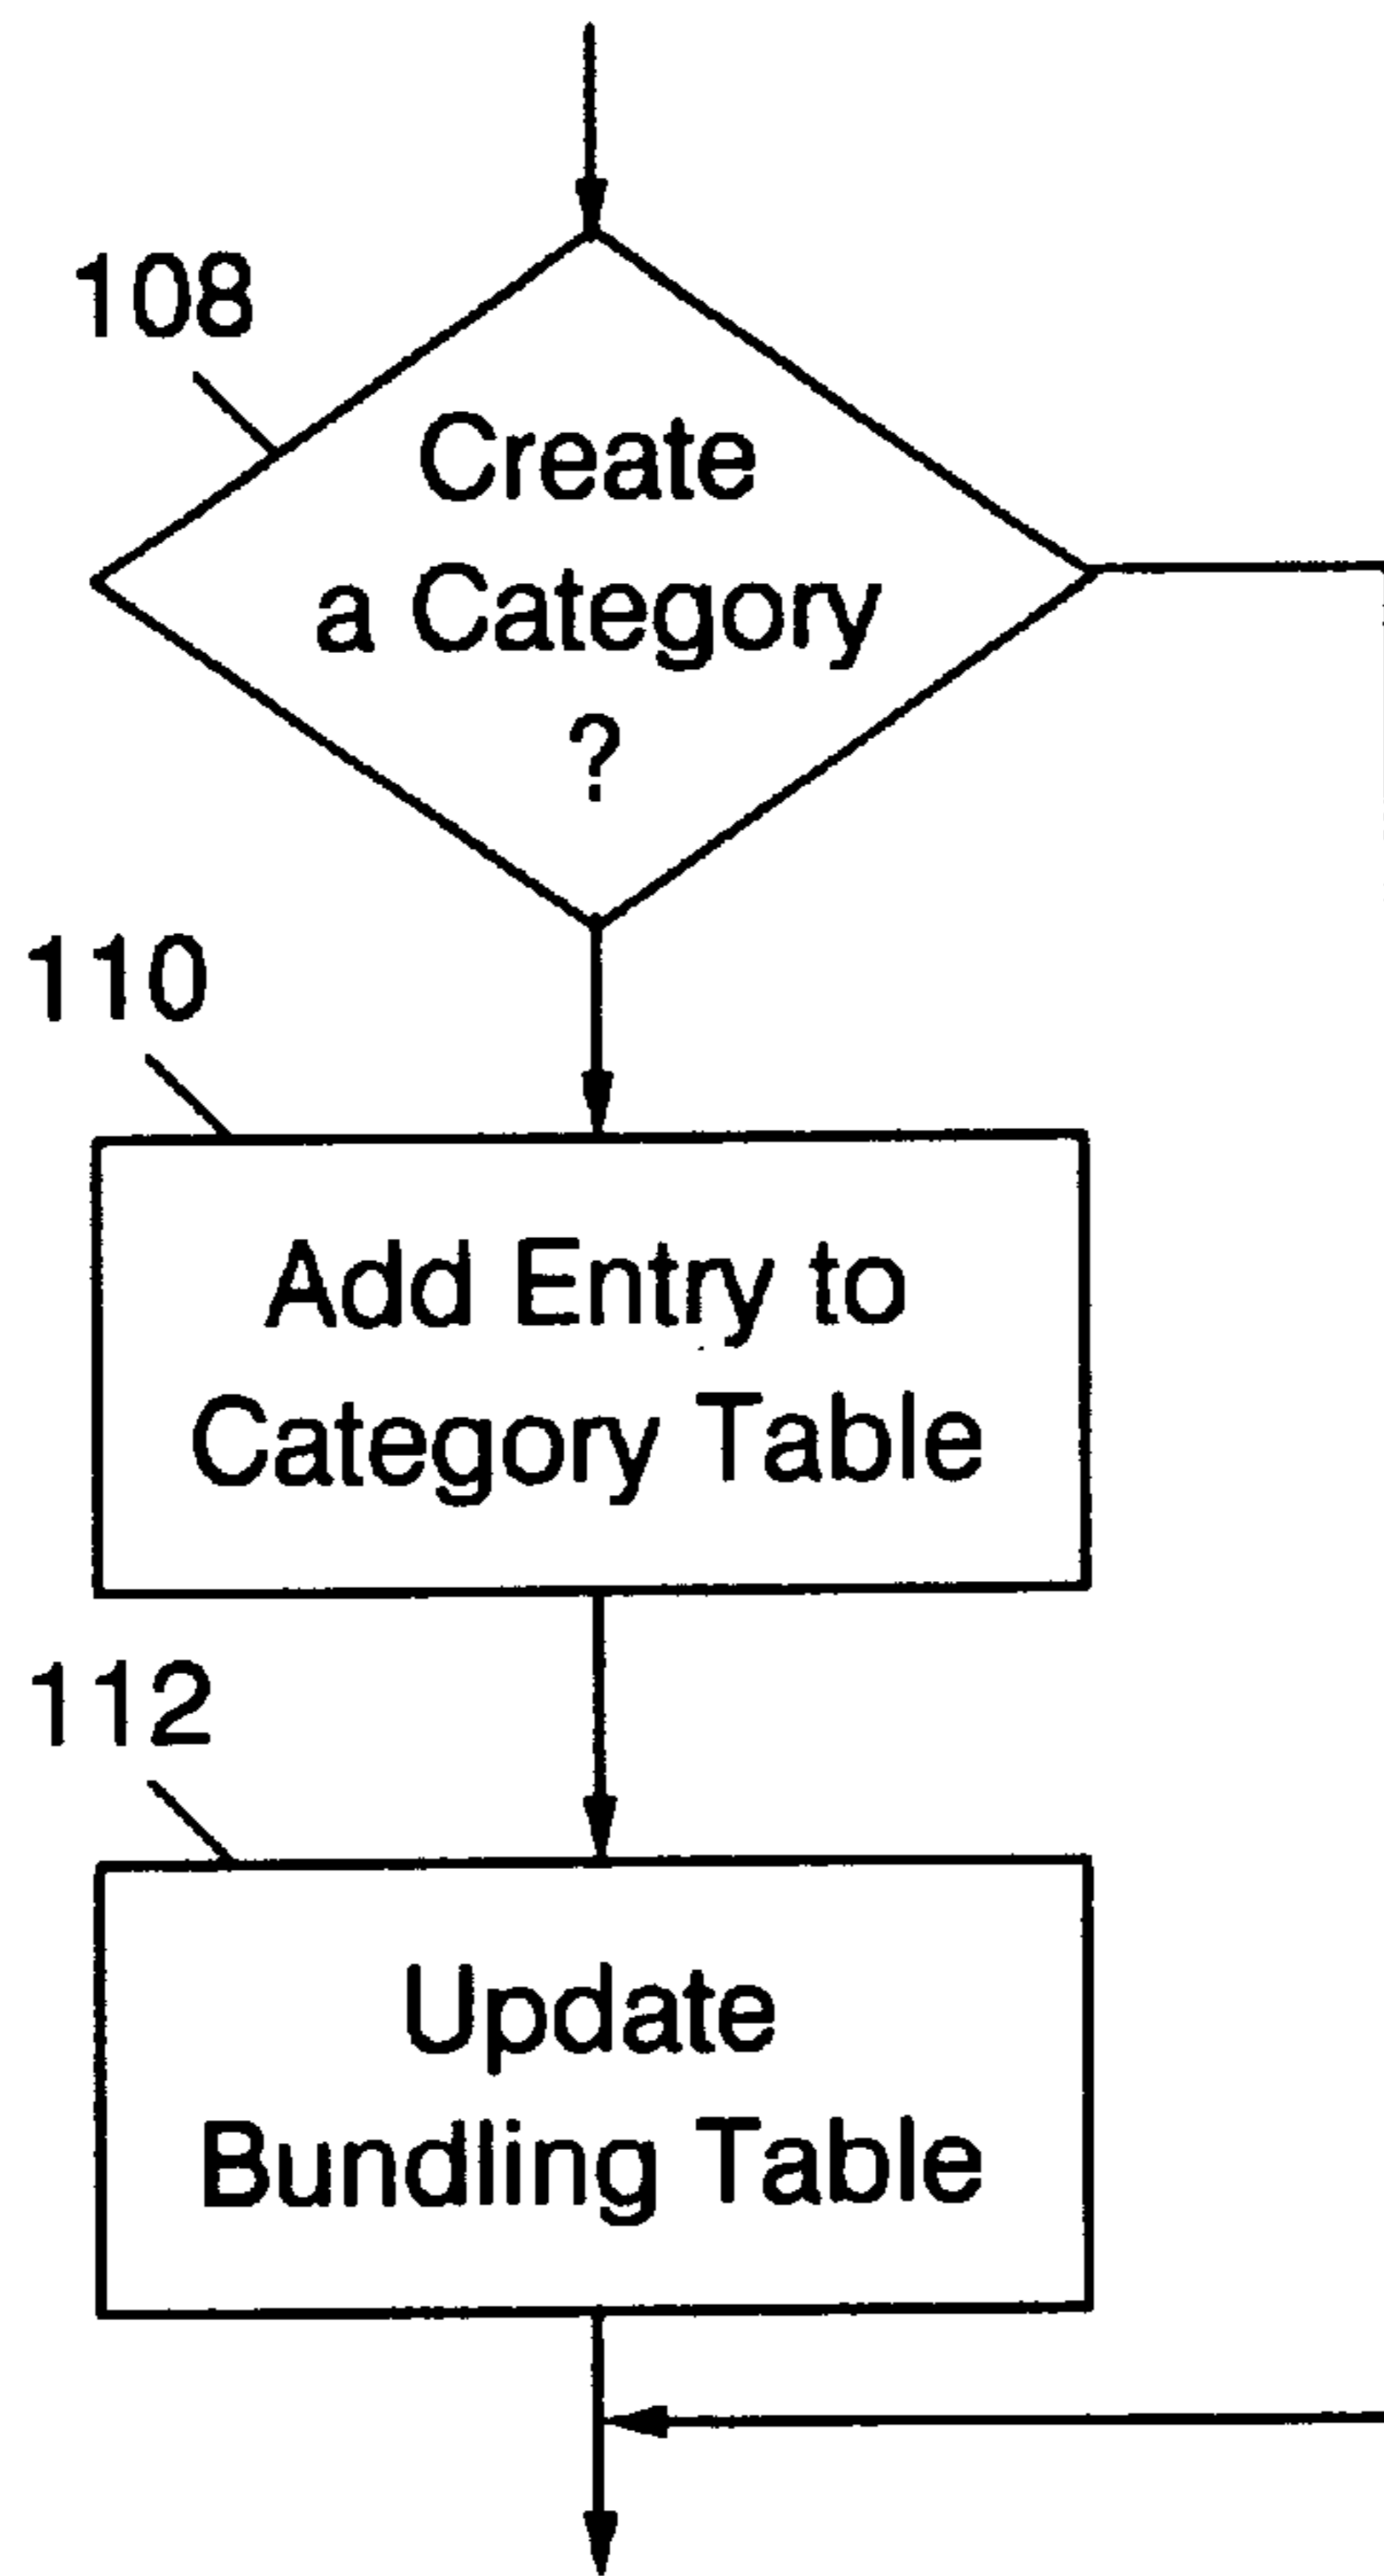 108
Create
a Category
?
110
Add Entry to
Category Table
112
Update
Bundling Table